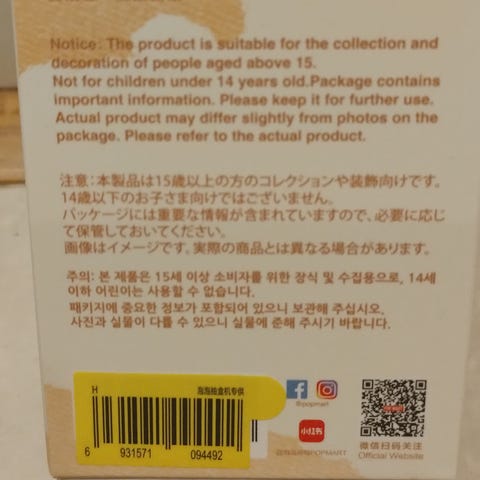 Notice: The product is suitable for the collection and
decoration of people aged above 15.
Not for children under 14 years old.Package contains
important information. Please keep it for further use.
Actual product may differ slightly from photos on the
package. Please refer to the actual product.
注意：本製品は15歳以上の方のコレクションや装飾向けです。
14歳以下のお子さま向けではございません。
パッケージには重要な情報が含まれていますので、必要に応じ
て保管しておいてください。
画像はイメージです。実際の商品とは異なる場合があります。
주의: 본 제품은 15세 이상 소비자를 위한 장식 및 수집용으로, 14세
이하 어린이는 사용할 수 없습니다.
패키지에 중요한 정보가 포함되어 있으니 보관해 주십시오.
사진과 실물이 다를 수 있으니 실물에 준해 주시기 바랍니다.
H
海海抽盒机专供
6 931571 094492
@popmart
小红书
POPMART
微信扫码关注
Official Website